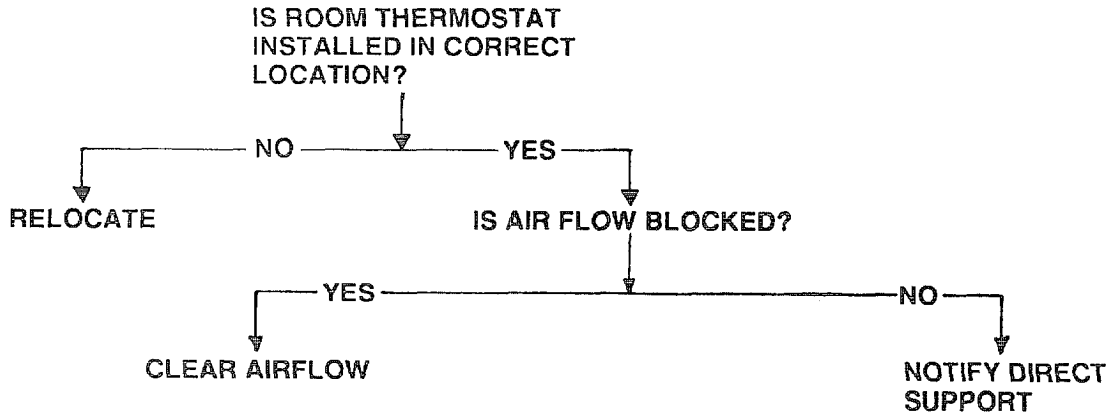 IS ROOM THERMOSTAT
INSTALLED IN CORRECT
LOCATION?
NO
YES
RELOCATE
IS AIR FLOW BLOCKED?
YES
NO
CLEAR AIRFLOW
NOTIFY DIRECT
SUPPORT